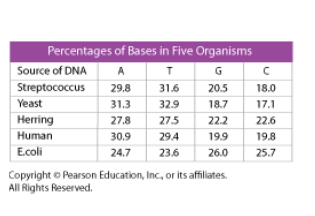 Percentages of Bases in Five Organisms
Source of DNA A T G C
Streptococcus 29.8 31.6 20.5 18.0
Yeast 31.3 32.9 18.7 17.1
Herring 27.8 27.5 22.2 22.6
Human 30.9 29.4 19.9 19.8
E.coli 24.7 23.6 26.0 25.7
Copyright © Pearson Education, Inc., or its affiliates.
All Rights Reserved.